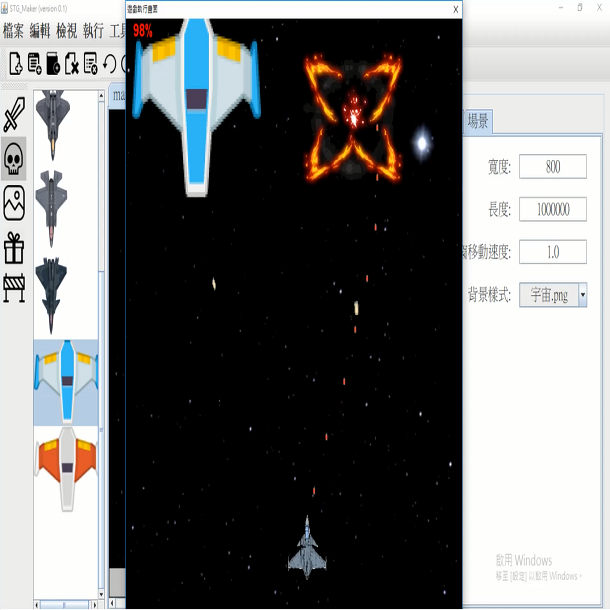 STG_Maker (version 0.1)
遊戲執行畫面
檔案 編輯 檢視 執行 工具
98%
ma
場景
寬度: 800
長度: 1000000
移動速度: 1.0
背景樣式: 宇宙.png
啟用 Windows
移至 [設定] 以啟用 Windows。